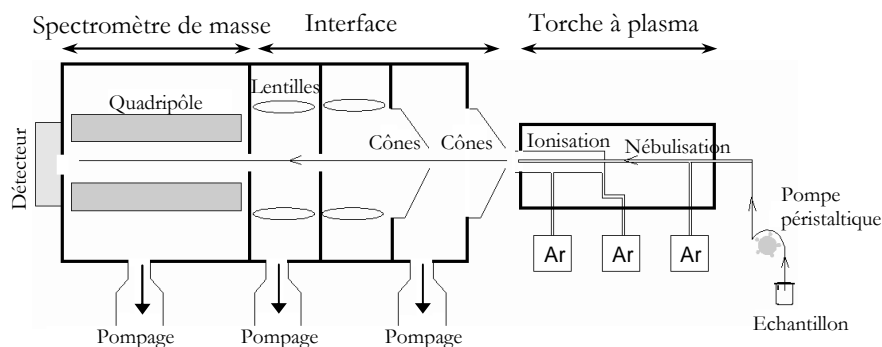 Spectromètre de masse
Interface
Torche à plasma
Lentilles
Quadripôle
Cônes
Cônes
Ionisation
Nébulisation
Détecteur
Pompe
péristaltique
Ar
Ar
Ar
Echantillon
Pompage
Pompage
Pompage